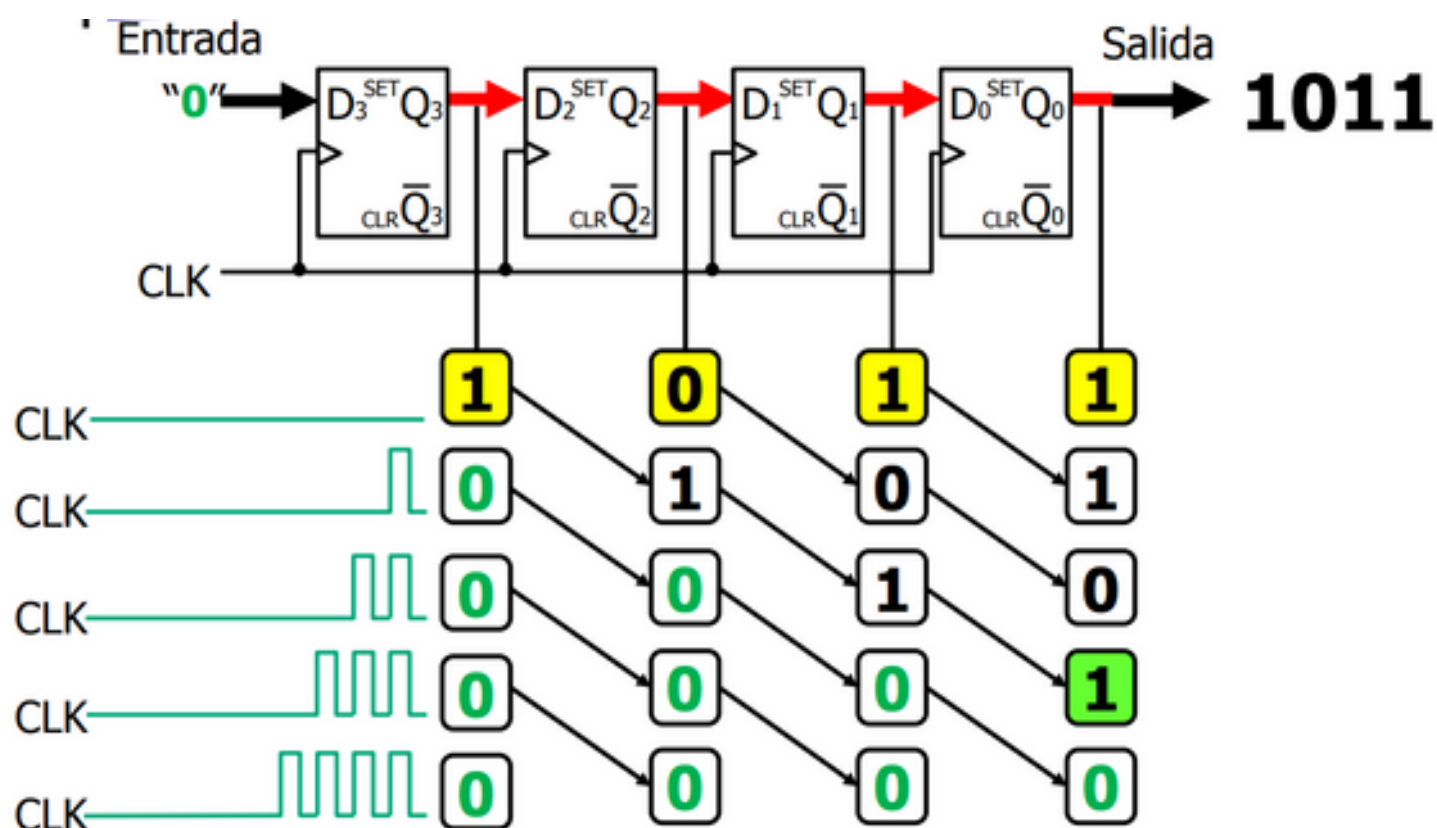 Entrada
Salida
"0"
D3 SET Q3
D2 SET Q2
D1 SET Q1
D0 SET Q0
1011
CLR Q̅3
CLR Q̅2
CLR Q̅1
CLR Q̅0
CLK
1 0 1 1
CLK
0 1 0 1
CLK
0 0 1 0
CLK
0 0 0 1
CLK
0 0 0 0
CLK